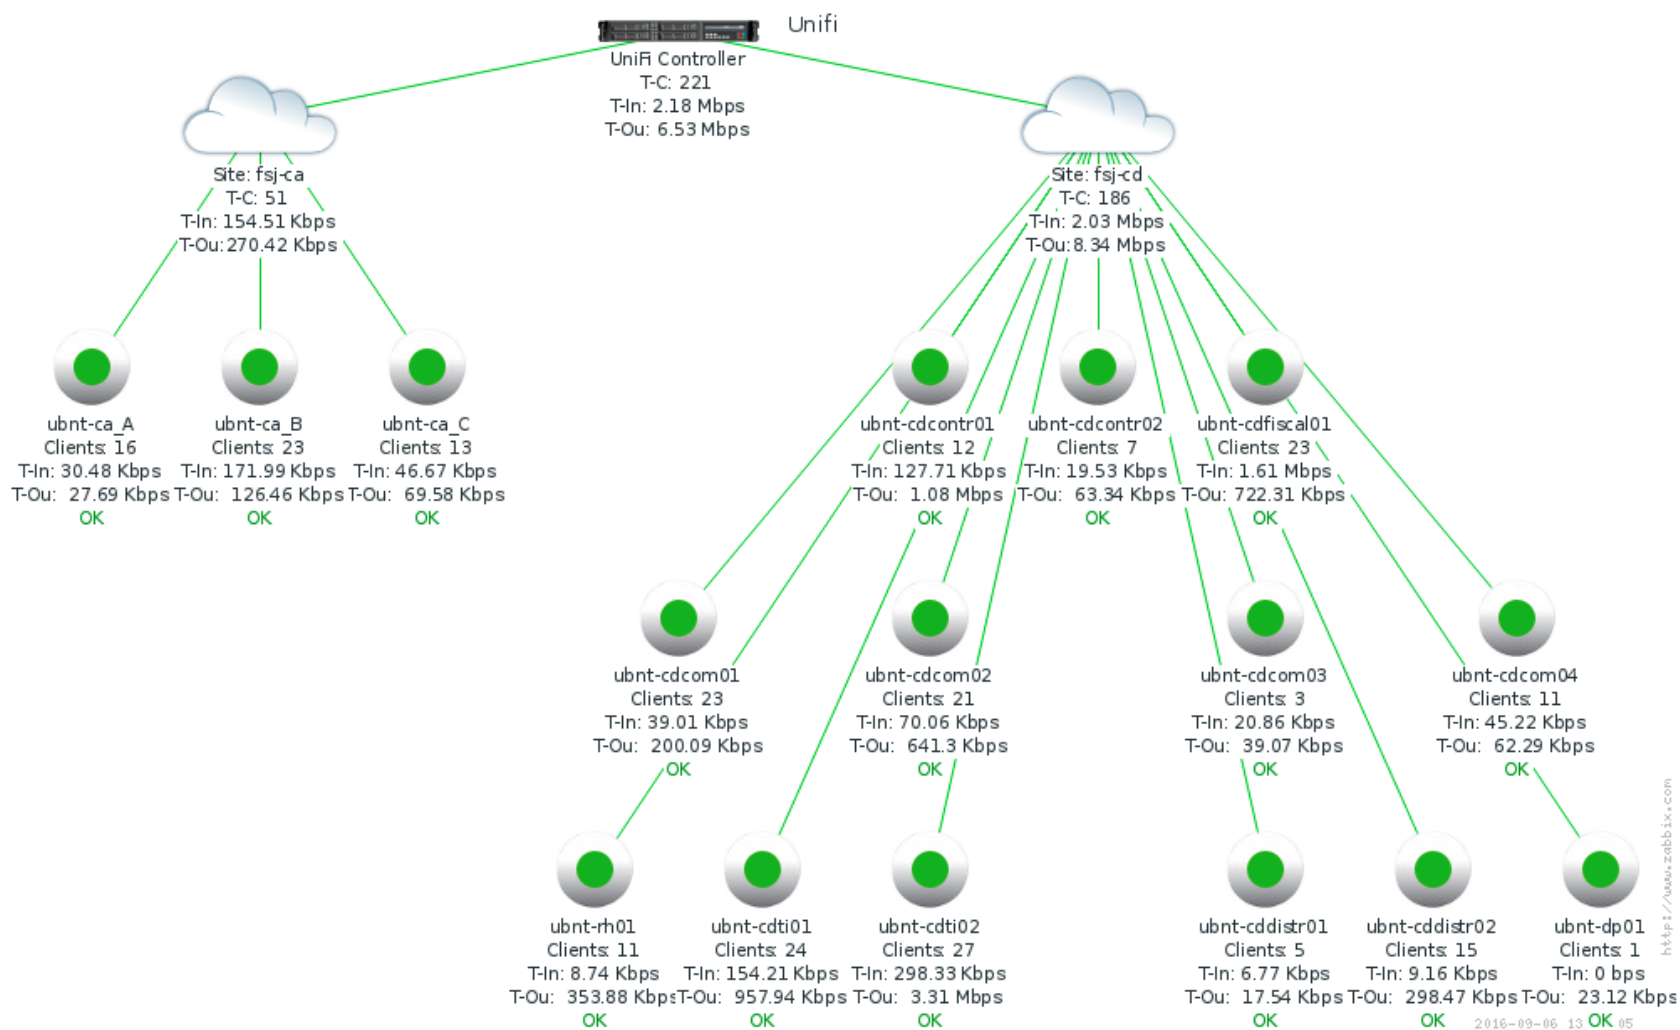 Unifi
UniFi Controller
T-C: 221
T-In: 2.18 Mbps
T-Ou: 6.53 Mbps
Site: fsj-ca
T-C: 51
T-In: 154.51 Kbps
T-Ou: 270.42 Kbps
Site: fsj-cd
T-C: 186
T-In: 2.03 Mbps
T-Ou: 8.34 Mbps
ubnt-ca_A
Clients: 16
T-In: 30.48 Kbps
T-Ou: 27.69 Kbps
OK
ubnt-ca_B
Clients: 23
T-In: 171.99 Kbps
T-Ou: 126.46 Kbps
OK
ubnt-ca_C
Clients: 13
T-In: 46.67 Kbps
T-Ou: 69.58 Kbps
OK
ubnt-cdcontr01
Clients: 12
T-In: 127.71 Kbps
T-Ou: 1.08 Mbps
OK
ubnt-cdcontr02
Clients: 7
T-In: 19.53 Kbps
T-Ou: 63.34 Kbps
OK
ubnt-cdfiscal01
Clients: 23
T-In: 1.61 Mbps
T-Ou: 722.31 Kbps
OK
ubnt-cdcom01
Clients: 23
T-In: 39.01 Kbps
T-Ou: 200.09 Kbps
OK
ubnt-cdcom02
Clients: 21
T-In: 70.06 Kbps
T-Ou: 641.3 Kbps
OK
ubnt-cdcom03
Clients: 3
T-In: 20.86 Kbps
T-Ou: 39.07 Kbps
OK
ubnt-cdcom04
Clients: 11
T-In: 45.22 Kbps
T-Ou: 62.29 Kbps
OK
ubnt-rh01
Clients: 11
T-In: 8.74 Kbps
T-Ou: 353.88 Kbps
OK
ubnt-cdti01
Clients: 24
T-In: 154.21 Kbps
T-Ou: 957.94 Kbps
OK
ubnt-cdti02
Clients: 27
T-In: 298.33 Kbps
T-Ou: 3.31 Mbps
OK
ubnt-cddistr01
Clients: 5
T-In: 6.77 Kbps
T-Ou: 17.54 Kbps
OK
ubnt-cddistr02
Clients: 15
T-In: 9.16 Kbps
T-Ou: 298.47 Kbps
OK
ubnt-dp01
Clients: 1
T-In: 0 bps
T-Ou: 23.12 Kbps
OK
2016-09-06 13 05
http://www.zabbix.com